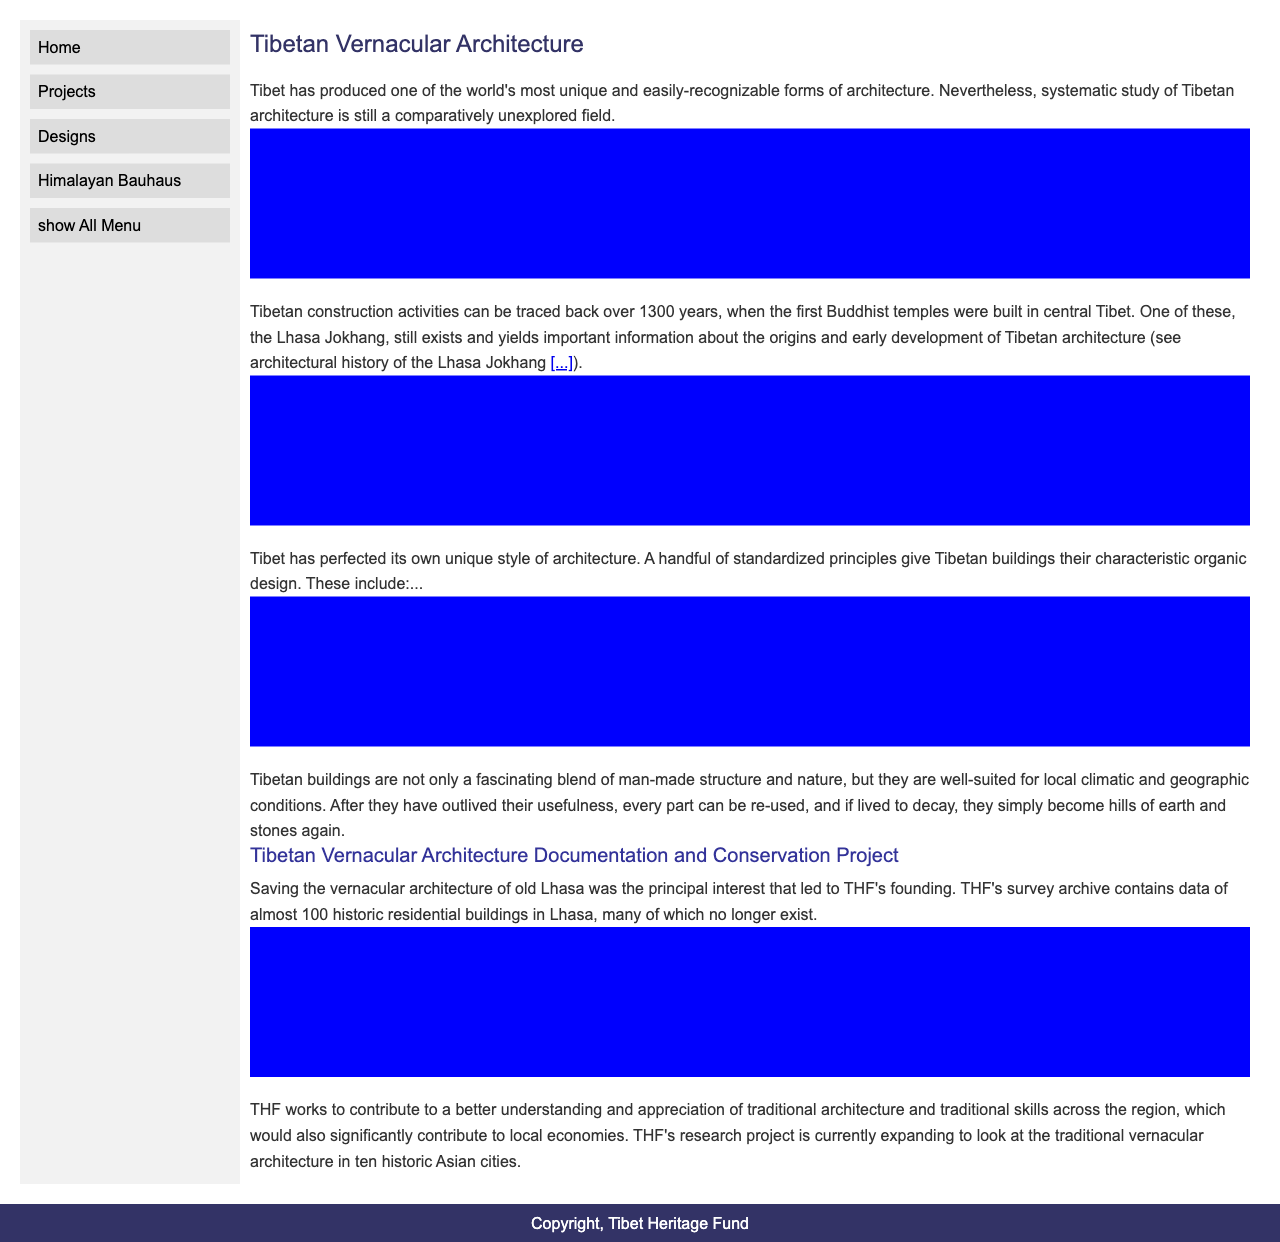 Home
Projects
Designs
Himalayan Bauhaus
show All Menu
Tibetan Vernacular Architecture
Tibet has produced one of the world's most unique and easily-recognizable forms of architecture. Nevertheless, systematic study of Tibetan
architecture is still a comparatively unexplored field.
Tibetan construction activities can be traced back over 1300 years, when the first Buddhist temples were built in central Tibet. One of these,
the Lhasa Jokhang, still exists and yields important information about the origins and early development of Tibetan architecture (see
architectural history of the Lhasa Jokhang [...]).
Tibet has perfected its own unique style of architecture. A handful of standardized principles give Tibetan buildings their characteristic organic
design. These include:...
Tibetan buildings are not only a fascinating blend of man-made structure and nature, but they are well-suited for local climatic and geographic
conditions. After they have outlived their usefulness, every part can be re-used, and if lived to decay, they simply become hills of earth and
stones again.
Tibetan Vernacular Architecture Documentation and Conservation Project
Saving the vernacular architecture of old Lhasa was the principal interest that led to THF's founding. THF's survey archive contains data of
almost 100 historic residential buildings in Lhasa, many of which no longer exist.
THF works to contribute to a better understanding and appreciation of traditional architecture and traditional skills across the region, which
would also significantly contribute to local economies. THF's research project is currently expanding to look at the traditional vernacular
architecture in ten historic Asian cities.
Copyright, Tibet Heritage Fund